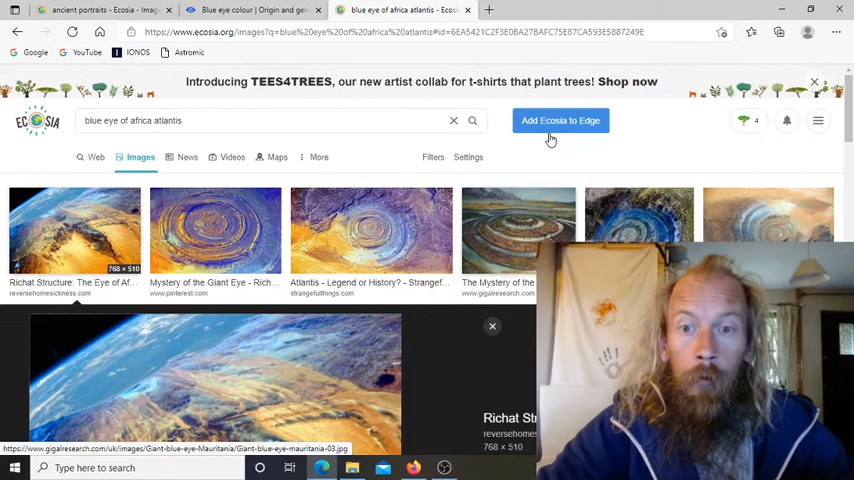 ancient portraits - Ecosia - Imag
Blue eye colour | Origin and gen
blue eye of africa atlantis - Ecosi
https://www.ecosia.org/images?q=blue%20eye%20of%20africa%20atlantis#id=6EA5421C2F3E0BA27BAFC75E87CA593E5887249E
Google
YouTube
IONOS
Astromic
Introducing TEES4TREES, our new artist collab for t-shirts that plant trees! Shop now
ECOSIA
blue eye of africa atlantis
Add Ecosia to Edge
4
Web
Images
News
Videos
Maps
More
Filters
Settings
768 × 510
Richat Structure: The Eye of Af...
Mystery of the Giant Eye - Rich...
Atlantis - Legend or History? - Strangef...
The Mystery of the
reversehomesickness.com
www.pinterest.com
strangefulthings.com
www.gigalresearch.com
Richat Str
reversehomes
768 × 510
https://www.gigalresearch.com/uk/images/Giant-blue-eye-Mauritania/Giant-blue-eye-mauritania-03.jpg
Type here to search